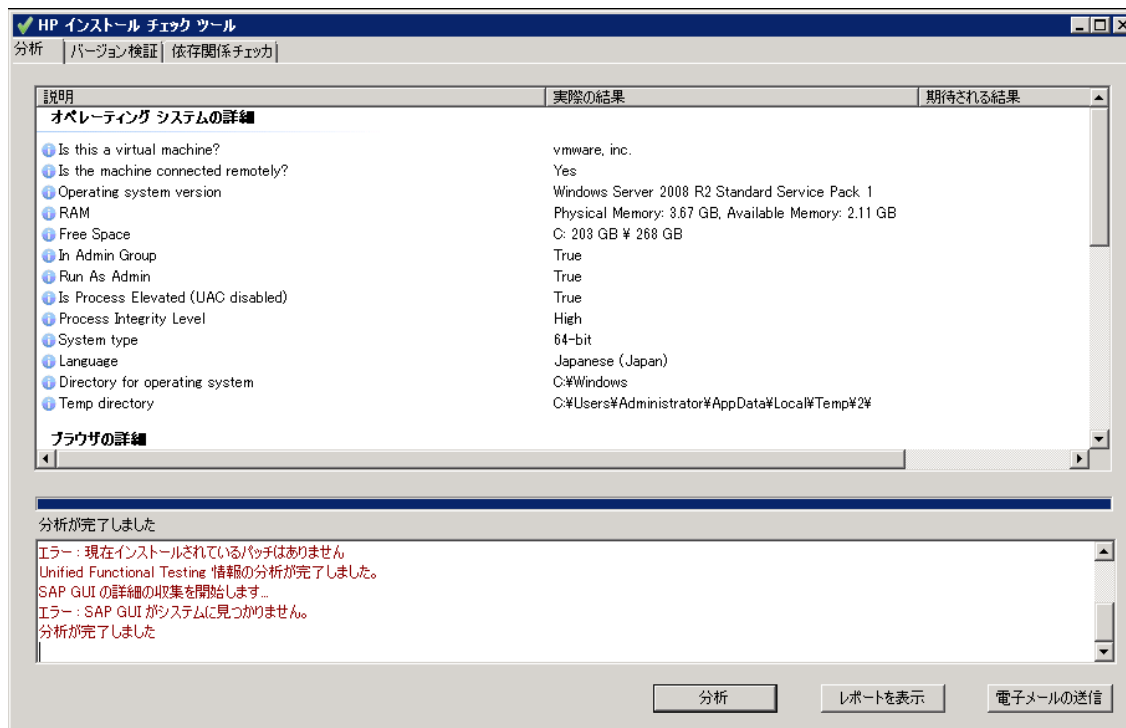 HP インストール チェック ツール
分析 バージョン検証 依存関係チェッカ
説明 実際の結果 期待される結果
オペレーティング システムの詳細
Is this a virtual machine? vmware, inc.
Is the machine connected remotely? Yes
Operating system version Windows Server 2008 R2 Standard Service Pack 1
RAM Physical Memory: 3.67 GB, Available Memory: 2.11 GB
Free Space C: 203 GB ¥ 268 GB
In Admin Group True
Run As Admin True
Is Process Elevated (UAC disabled) True
Process Integrity Level High
System type 64-bit
Language Japanese (Japan)
Directory for operating system C:¥Windows
Temp directory C:¥Users¥Administrator¥AppData¥Local¥Temp¥2¥
ブラウザの詳細
分析が完了しました
エラー : 現在インストールされているパッチはありません
Unified Functional Testing 情報の分析が完了しました。
SAP GUI の詳細の収集を開始します...
エラー : SAP GUI がシステムに見つかりません。
分析が完了しました
分析 レポートを表示 電子メールの送信